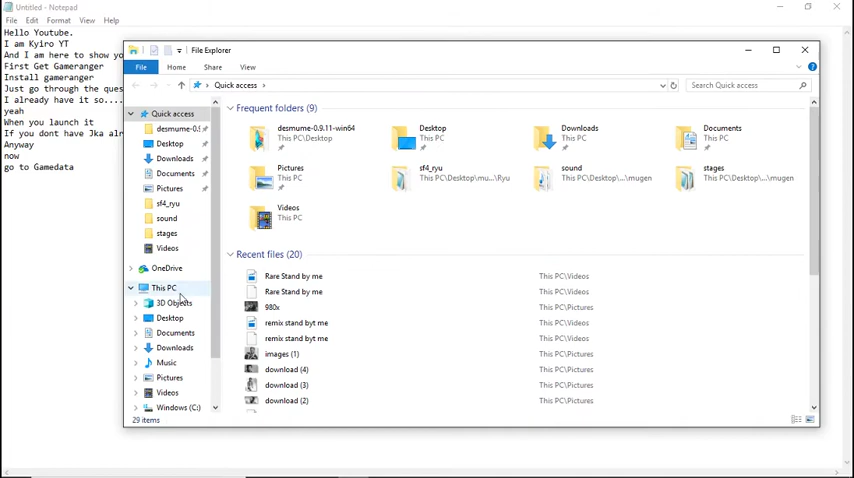 Untitled - Notepad
File Edit Format View Help
Hello Youtube.
I am Kyiro YT
And I am here to show yo
First Get Gameranger
Install gameranger
Just go through the ques
I already have it so....
yeah
When you launch it
If you dont have Jka alr
Anyway
now
go to Gamedata
File Explorer
File Home Share View
Quick access
Search Quick access
Quick access
desmume-0.9
Desktop
Downloads
Documents
Pictures
sf4_ryu
sound
stages
Videos
OneDrive
This PC
3D Objects
Desktop
Documents
Downloads
Music
Pictures
Videos
Windows (C:)
Frequent folders (9)
desmume-0.9.11-win64
This PC\Desktop
Desktop
This PC
Downloads
This PC
Documents
This PC
Pictures
This PC
sf4_ryu
This PC\Desktop\mu...\Ryu
sound
This PC\Desktop\...\mugen
stages
This PC\Desktop\...\mugen
Videos
This PC
Recent files (20)
Rare Stand by me This PC\Videos
Rare Stand by me This PC\Videos
980x This PC\Pictures
remix stand byt me This PC\Videos
remix stand byt me This PC\Videos
images (1) This PC\Pictures
download (4) This PC\Pictures
download (3) This PC\Pictures
download (2) This PC\Pictures
29 items